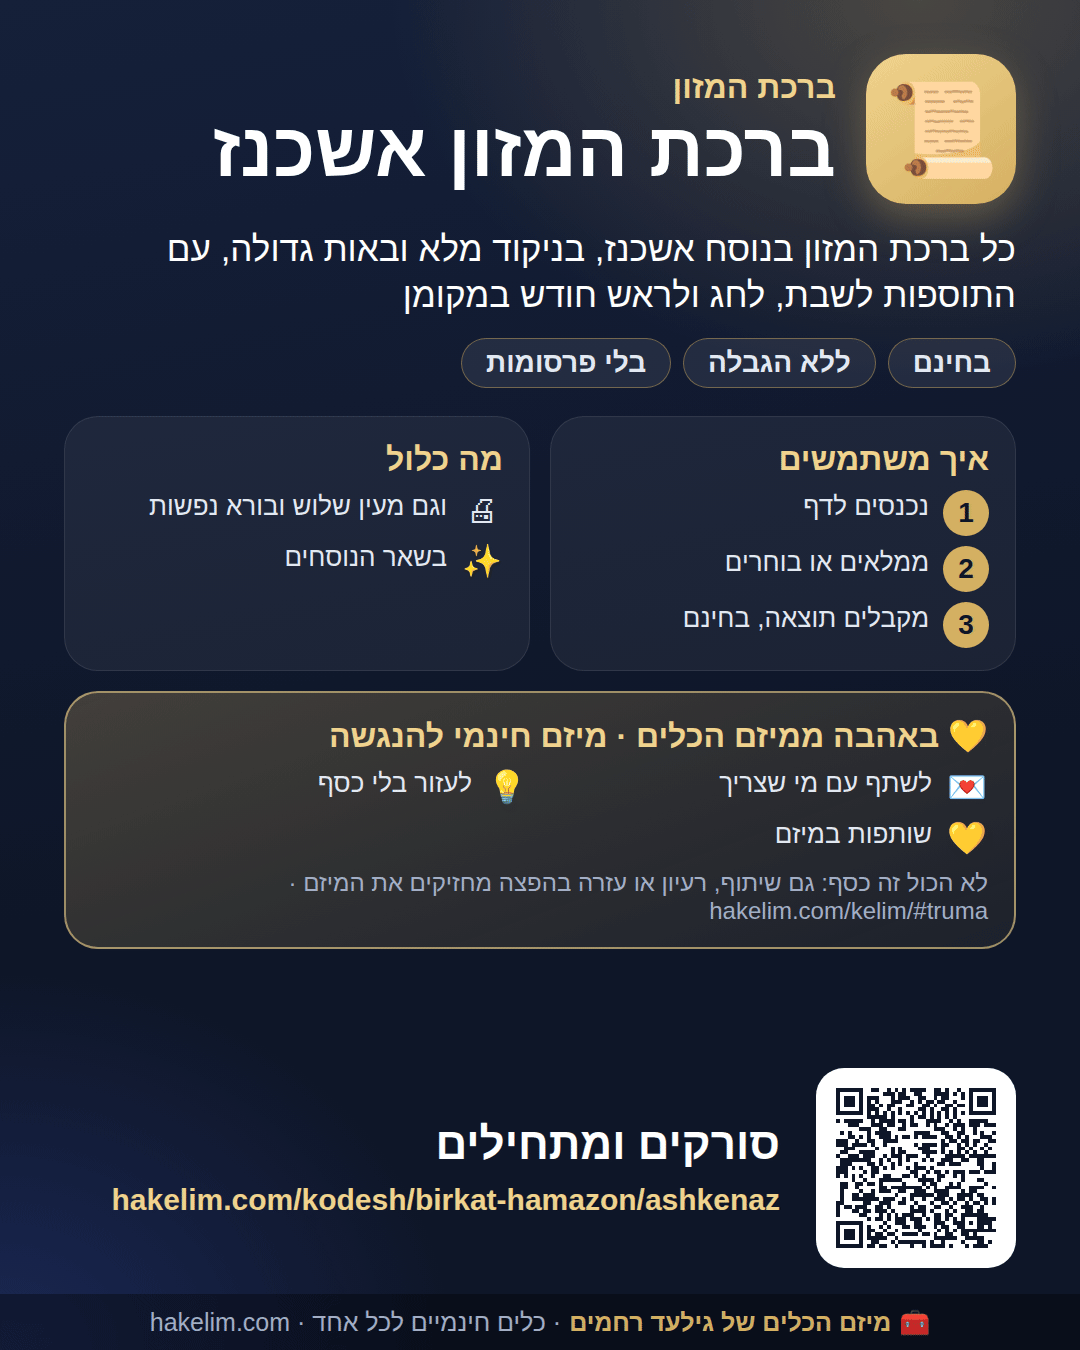 ברכת המזון
ברכת המזון אשכנז
כל ברכת המזון בנוסח אשכנז, בניקוד מלא ובאות גדולה, עם
התוספות לשבת, לחג ולראש חודש במקומן
בחינם
ללא הגבלה
בלי פרסומות
איך משתמשים
1 נכנסים לדף
2 ממלאים או בוחרים
3 מקבלים תוצאה, בחינם
מה כלול
וגם מעין שלוש ובורא נפשות
בשאר הנוסחים
באהבה ממיזם הכלים · מיזם חינמי להנגשה
לשתף עם מי שצריך
לעזור בלי כסף
שותפות במיזם
לא הכול זה כסף: גם שיתוף, רעיון או עזרה בהפצה מחזיקים את המיזם ·
hakelim.com/kelim/#truma
סורקים ומתחילים
hakelim.com/kodesh/birkat-hamazon/ashkenaz
מיזם הכלים של גילעד רחמים · כלים חינמיים לכל אחד · hakelim.com